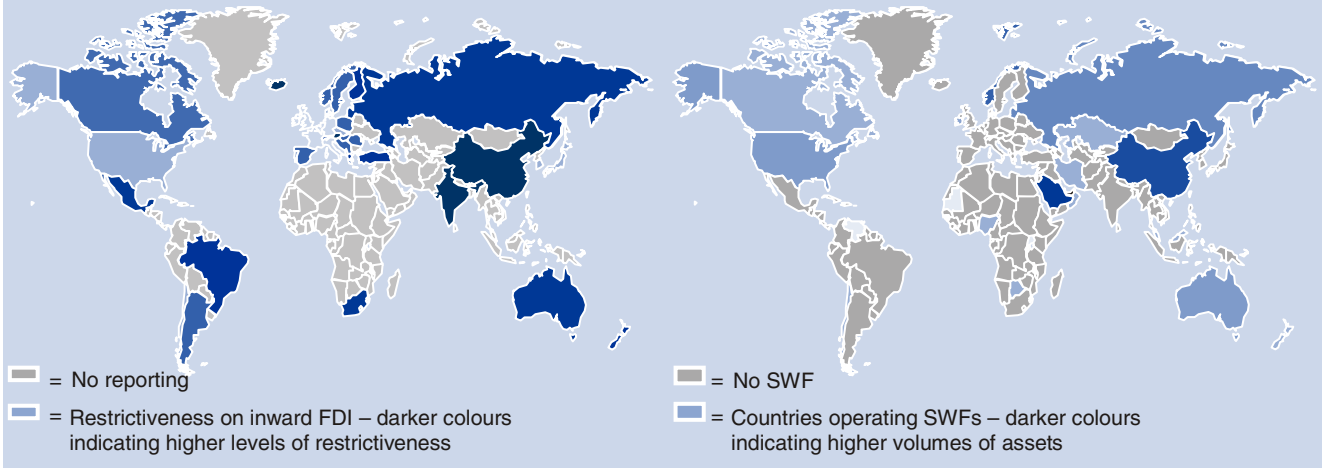 = No reporting
= Restrictiveness on inward FDI – darker colours
indicating higher levels of restrictiveness
= No SWF
= Countries operating SWFs – darker colours
indicating higher volumes of assets